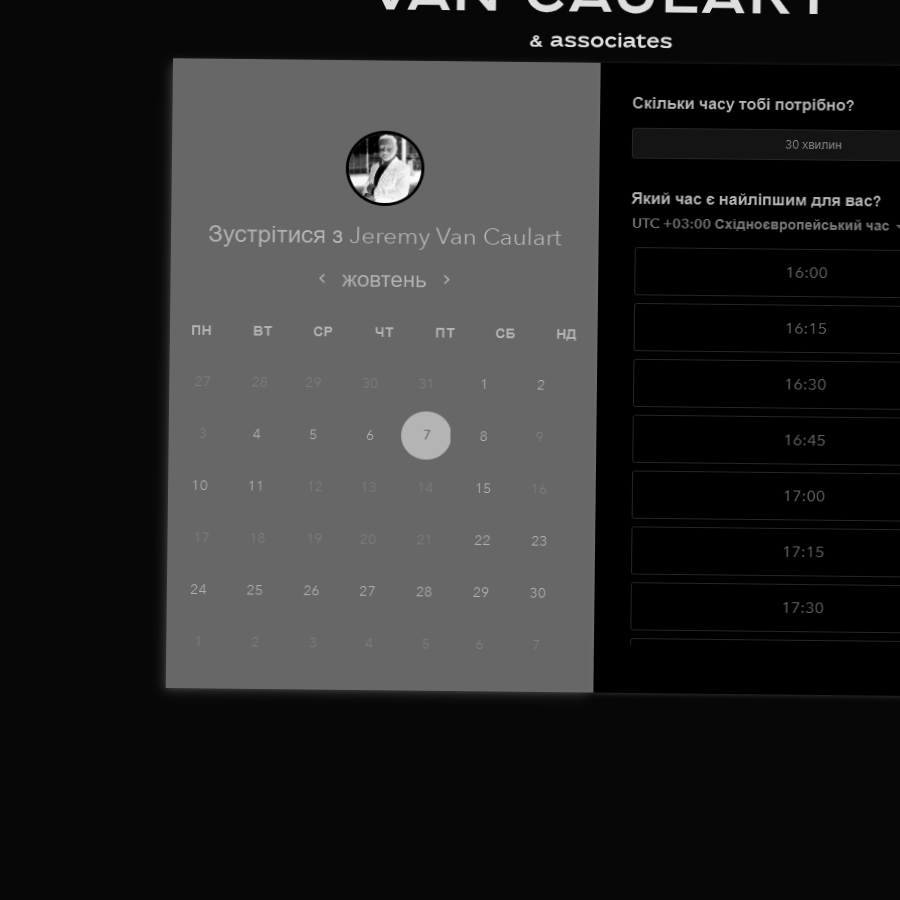 VAN CAULART
& associates
Зустрітися з Jeremy Van Caulart
жовтень
ПН ВТ СР ЧТ ПТ СБ НД
27 28 29 30 31 1 2
3 4 5 6 7 8 9
10 11 12 13 14 15 16
17 18 19 20 21 22 23
24 25 26 27 28 29 30
1 2 3 4 5 6 7
Скільки часу тобі потрібно?
30 хвилин
Який час є найліпшим для вас?
UTC +03:00 Східноєвропейський час
16:00
16:15
16:30
16:45
17:00
17:15
17:30